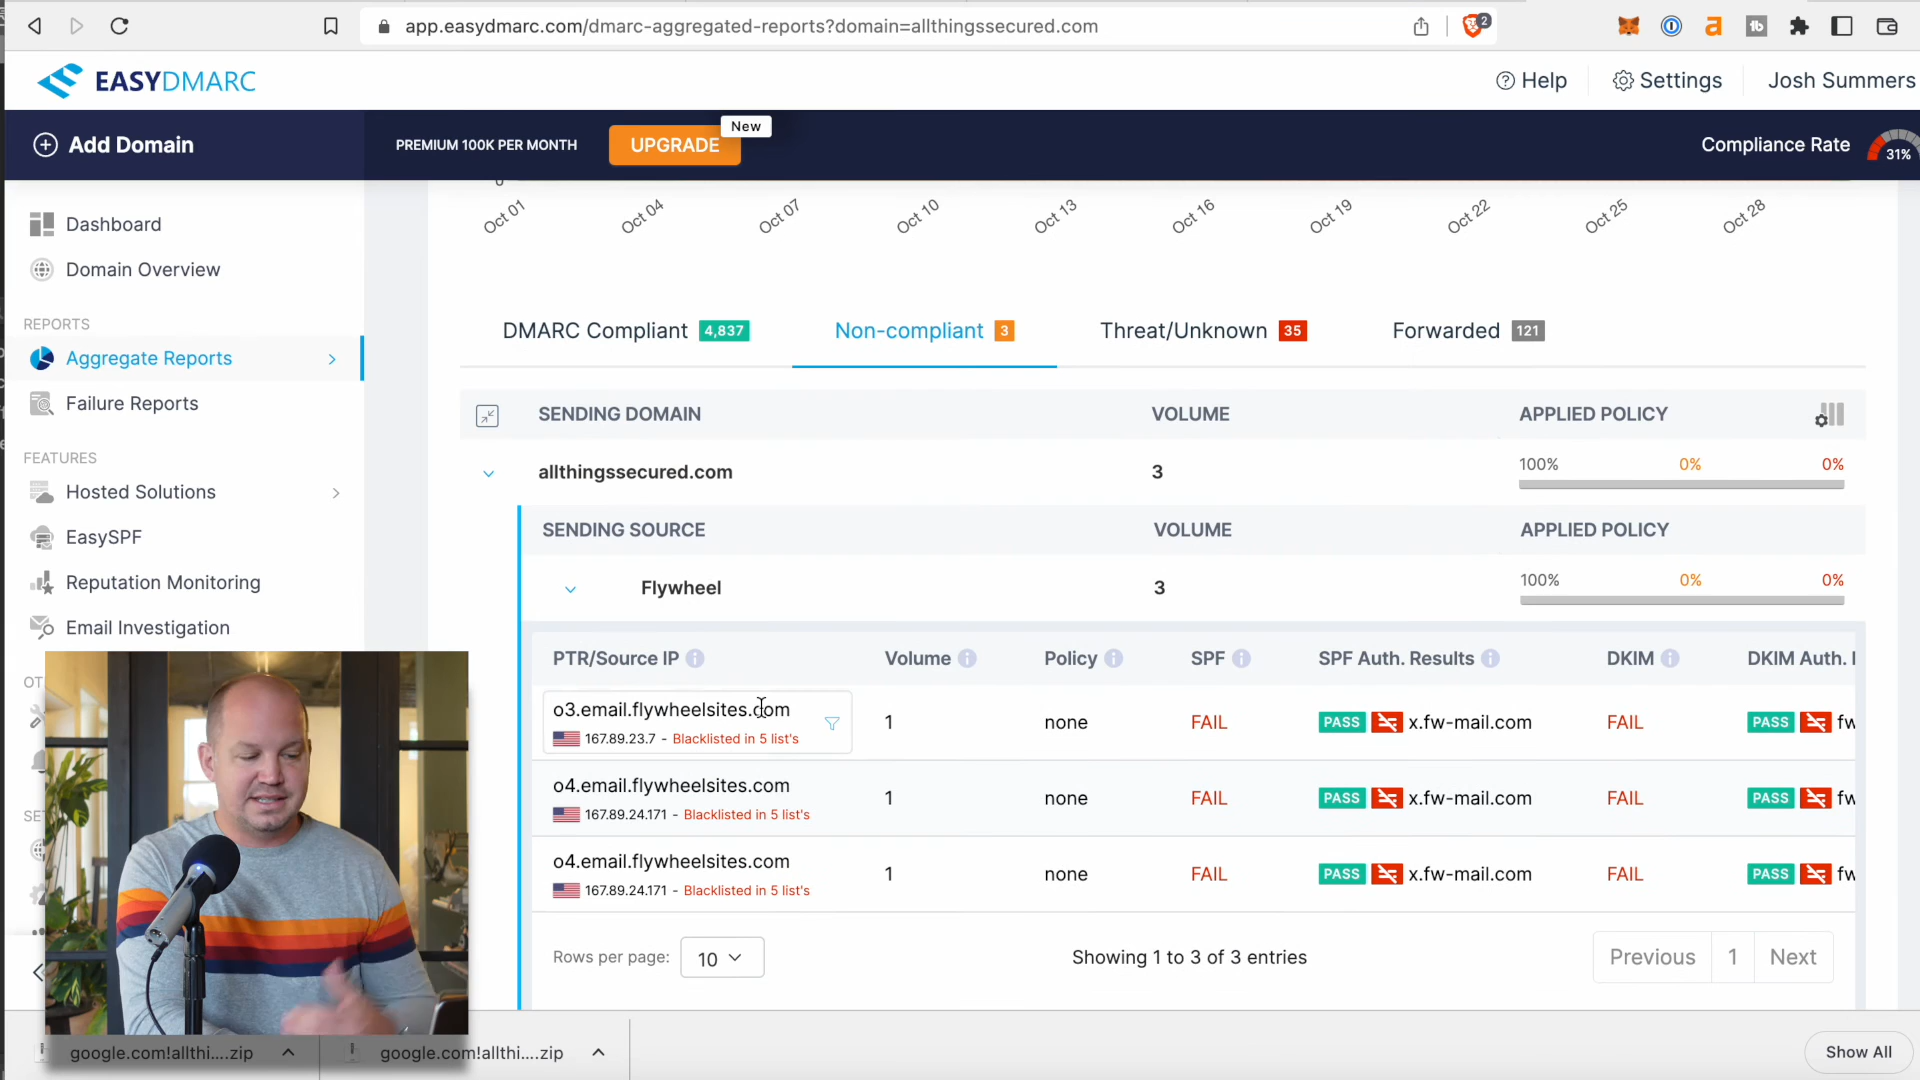 app.easydmarc.com/dmarc-aggregated-reports?domain=allthingssecured.com
2
EASYDMARC
Help
Settings
Josh Summers
Add Domain
PREMIUM 100K PER MONTH
UPGRADE
New
Compliance Rate
31%
Dashboard
Domain Overview
REPORTS
Aggregate Reports
Failure Reports
FEATURES
Hosted Solutions
EasySPF
Reputation Monitoring
Email Investigation
OT
SE
0
Oct 01
Oct 04
Oct 07
Oct 10
Oct 13
Oct 16
Oct 19
Oct 22
Oct 25
Oct 28
DMARC Compliant 4,837
Non-compliant 3
Threat/Unknown 35
Forwarded 121
SENDING DOMAIN VOLUME APPLIED POLICY
allthingssecured.com 3 100% 0% 0%
SENDING SOURCE VOLUME APPLIED POLICY
Flywheel 3 100% 0% 0%
PTR/Source IP Volume Policy SPF SPF Auth. Results DKIM DKIM Auth.
o3.email.flywheelsites.com 1 none FAIL PASS x.fw-mail.com FAIL PASS fw
167.89.23.7 - Blacklisted in 5 list's
o4.email.flywheelsites.com 1 none FAIL PASS x.fw-mail.com FAIL PASS fw
167.89.24.171 - Blacklisted in 5 list's
o4.email.flywheelsites.com 1 none FAIL PASS x.fw-mail.com FAIL PASS fw
167.89.24.171 - Blacklisted in 5 list's
Rows per page: 10
Showing 1 to 3 of 3 entries
Previous 1 Next
google.com!allthi....zip
google.com!allthi....zip
Show All